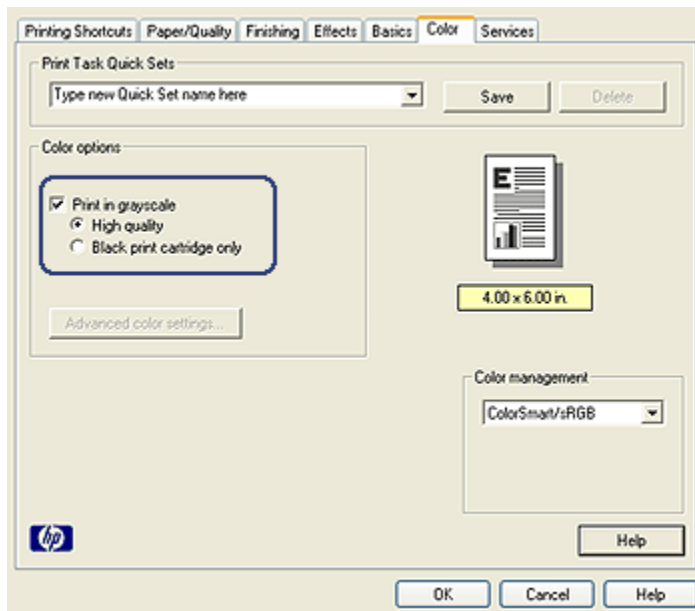 Printing Shortcuts Paper/Quality Finishing Effects Basics Color Services
Print Task Quick Sets
Type new Quick Set name here Save Delete
Color options
Print in grayscale
High quality
Black print cartridge only
Advanced color settings...
E
4.00 x 6.00 in.
Color management
ColorSmart/sRGB
hp
Help
OK Cancel Help